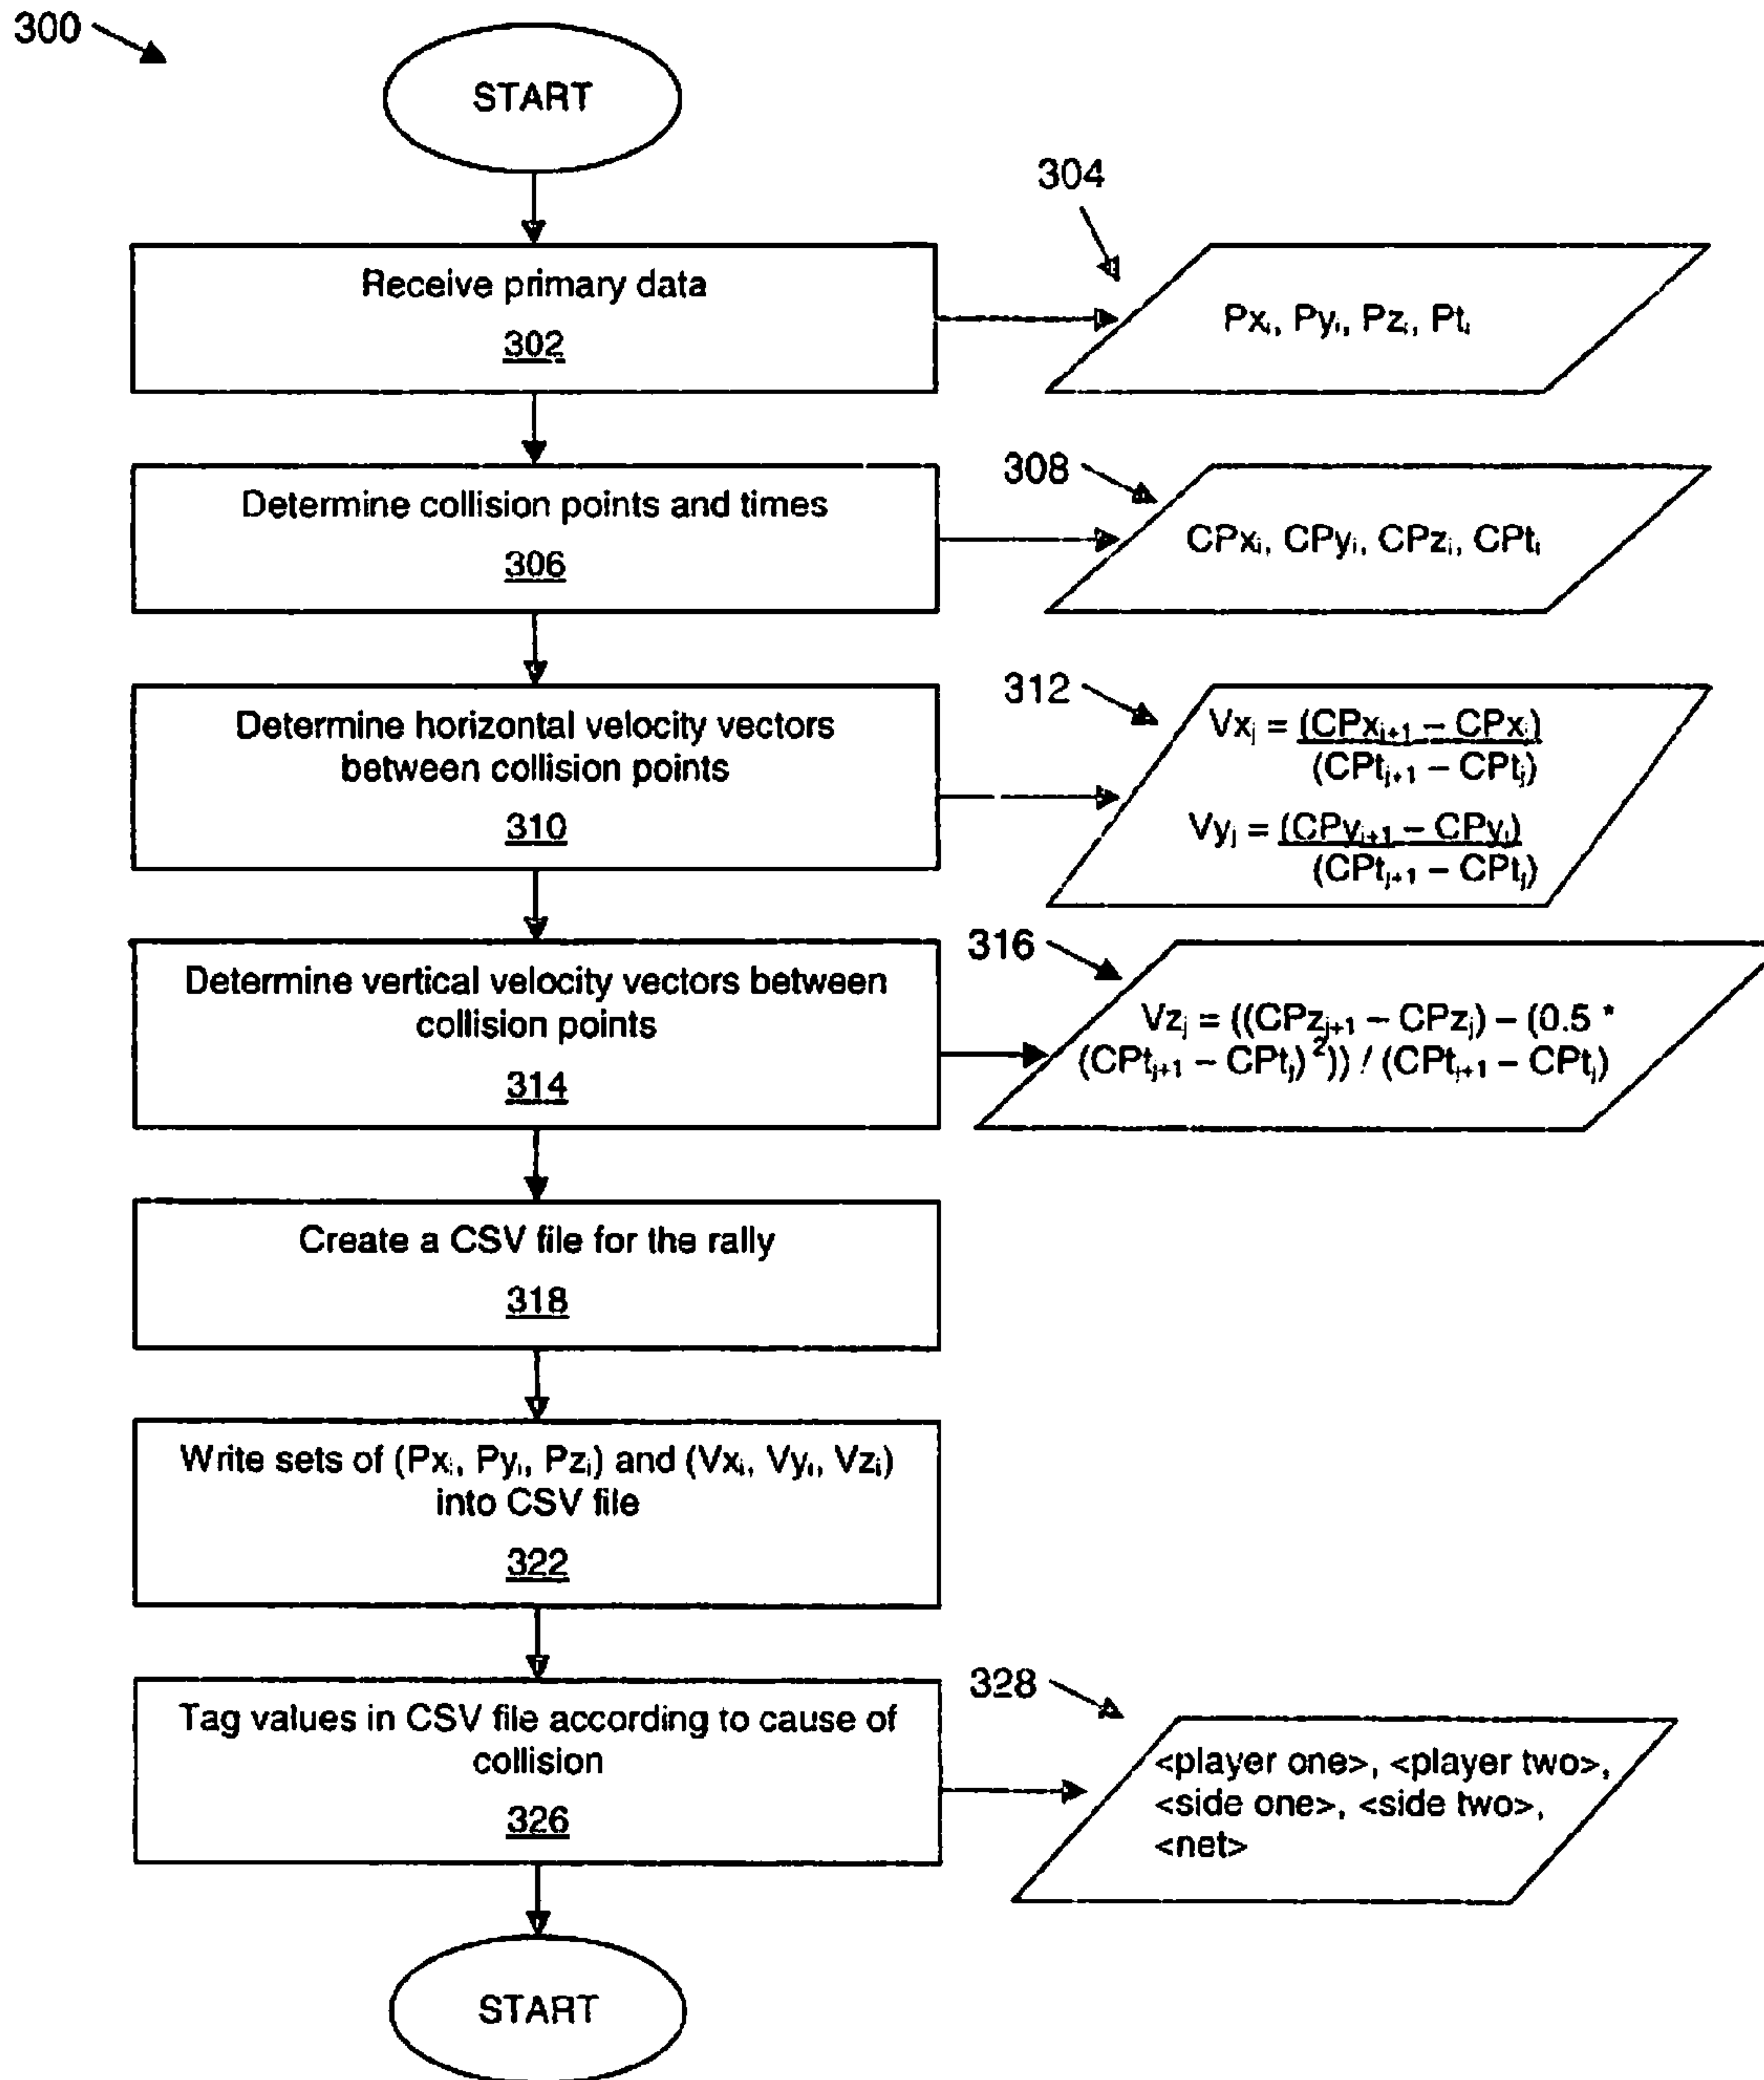 300
START
304
Receive primary data
302
Pxᵢ, Pyᵢ, Pzᵢ, Ptᵢ
308
Determine collision points and times
306
CPxᵢ, CPyᵢ, CPzᵢ, CPtᵢ
312
Determine horizontal velocity vectors
between collision points
310
Vxⱼ = (CPxⱼ₊₁ – CPxⱼ)
(CPtⱼ₊₁ – CPtⱼ)
Vyⱼ = (CPyⱼ₊₁ – CPyⱼ)
(CPtⱼ₊₁ – CPtⱼ)
316
Determine vertical velocity vectors between
collision points
314
Vzⱼ = ((CPzⱼ₊₁ – CPzⱼ) – (0.5 *
(CPtⱼ₊₁ – CPtⱼ)²)) / (CPtⱼ₊₁ – CPtⱼ)
Create a CSV file for the rally
318
Write sets of (Pxᵢ, Pyᵢ, Pzᵢ) and (Vxᵢ, Vyᵢ, Vzᵢ)
into CSV file
322
328
Tag values in CSV file according to cause of
collision
326
<player one>, <player two>,
<side one>, <side two>,
<net>
START